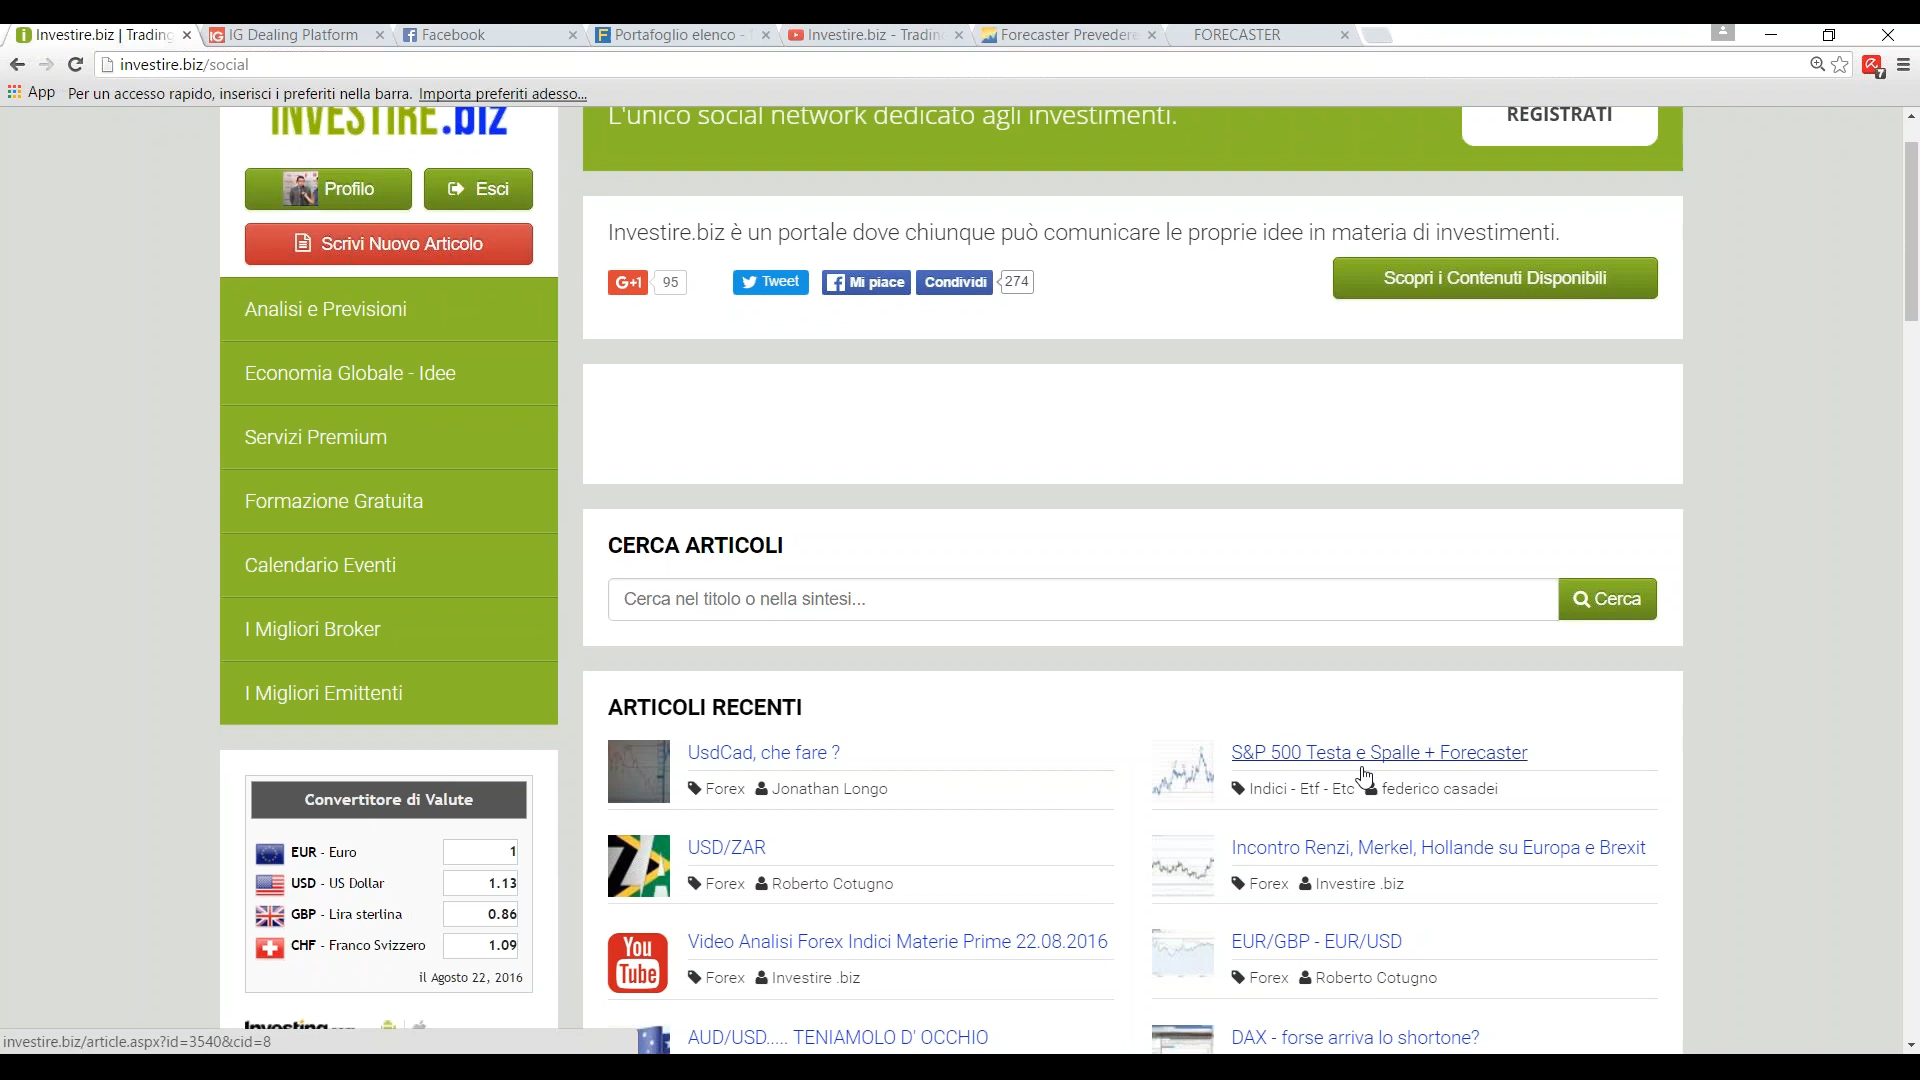 Investire.biz | Trading
IG Dealing Platform
Facebook
Portafoglio elenco -
Investire.biz - Tradin
Forecaster Prevedere
FORECASTER
investire.biz/social
7
App
Per un accesso rapido, inserisci i preferiti nella barra. Importa preferiti adesso...
INVESTIRE.biz
Profilo
Esci
Scrivi Nuovo Articolo
Analisi e Previsioni
Economia Globale - Idee
Servizi Premium
Formazione Gratuita
Calendario Eventi
I Migliori Broker
I Migliori Emittenti
Convertitore di Valute
EUR - Euro 1
USD - US Dollar 1.13
GBP - Lira sterlina 0.86
CHF - Franco Svizzero 1.09
il Agosto 22, 2016
Investing.com
L'unico social network dedicato agli investimenti.
REGISTRATI
Investire.biz è un portale dove chiunque può comunicare le proprie idee in materia di investimenti.
G+1 95
Tweet
Mi piace
Condividi
274
Scopri i Contenuti Disponibili
CERCA ARTICOLI
Cerca nel titolo o nella sintesi...
Cerca
ARTICOLI RECENTI
UsdCad, che fare ?
Forex Jonathan Longo
S&P 500 Testa e Spalle + Forecaster
Indici - Etf - Etc federico casadei
USD/ZAR
Forex Roberto Cotugno
Incontro Renzi, Merkel, Hollande su Europa e Brexit
Forex Investire .biz
You
Tube
Video Analisi Forex Indici Materie Prime 22.08.2016
Forex Investire .biz
EUR/GBP - EUR/USD
Forex Roberto Cotugno
AUD/USD..... TENIAMOLO D' OCCHIO
DAX - forse arriva lo shortone?
investire.biz/article.aspx?id=3540&cid=8